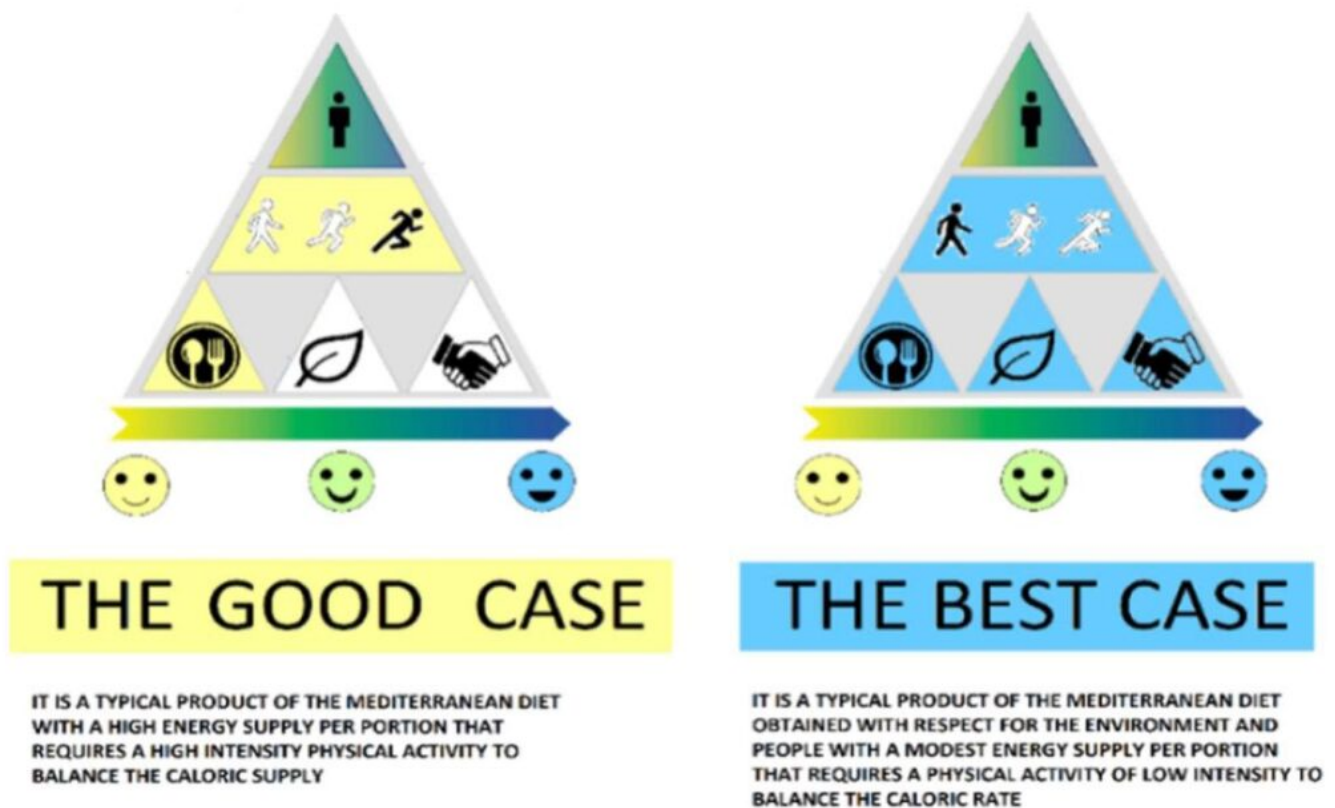 THE GOOD CASE
IT IS A TYPICAL PRODUCT OF THE MEDITERRANEAN DIET
WITH A HIGH ENERGY SUPPLY PER PORTION THAT
REQUIRES A HIGH INTENSITY PHYSICAL ACTIVITY TO
BALANCE THE CALORIC SUPPLY
THE BEST CASE
IT IS A TYPICAL PRODUCT OF THE MEDITERRANEAN DIET
OBTAINED WITH RESPECT FOR THE ENVIRONMENT AND
PEOPLE WITH A MODEST ENERGY SUPPLY PER PORTION
THAT REQUIRES A PHYSICAL ACTIVITY OF LOW INTENSITY TO
BALANCE THE CALORIC RATE